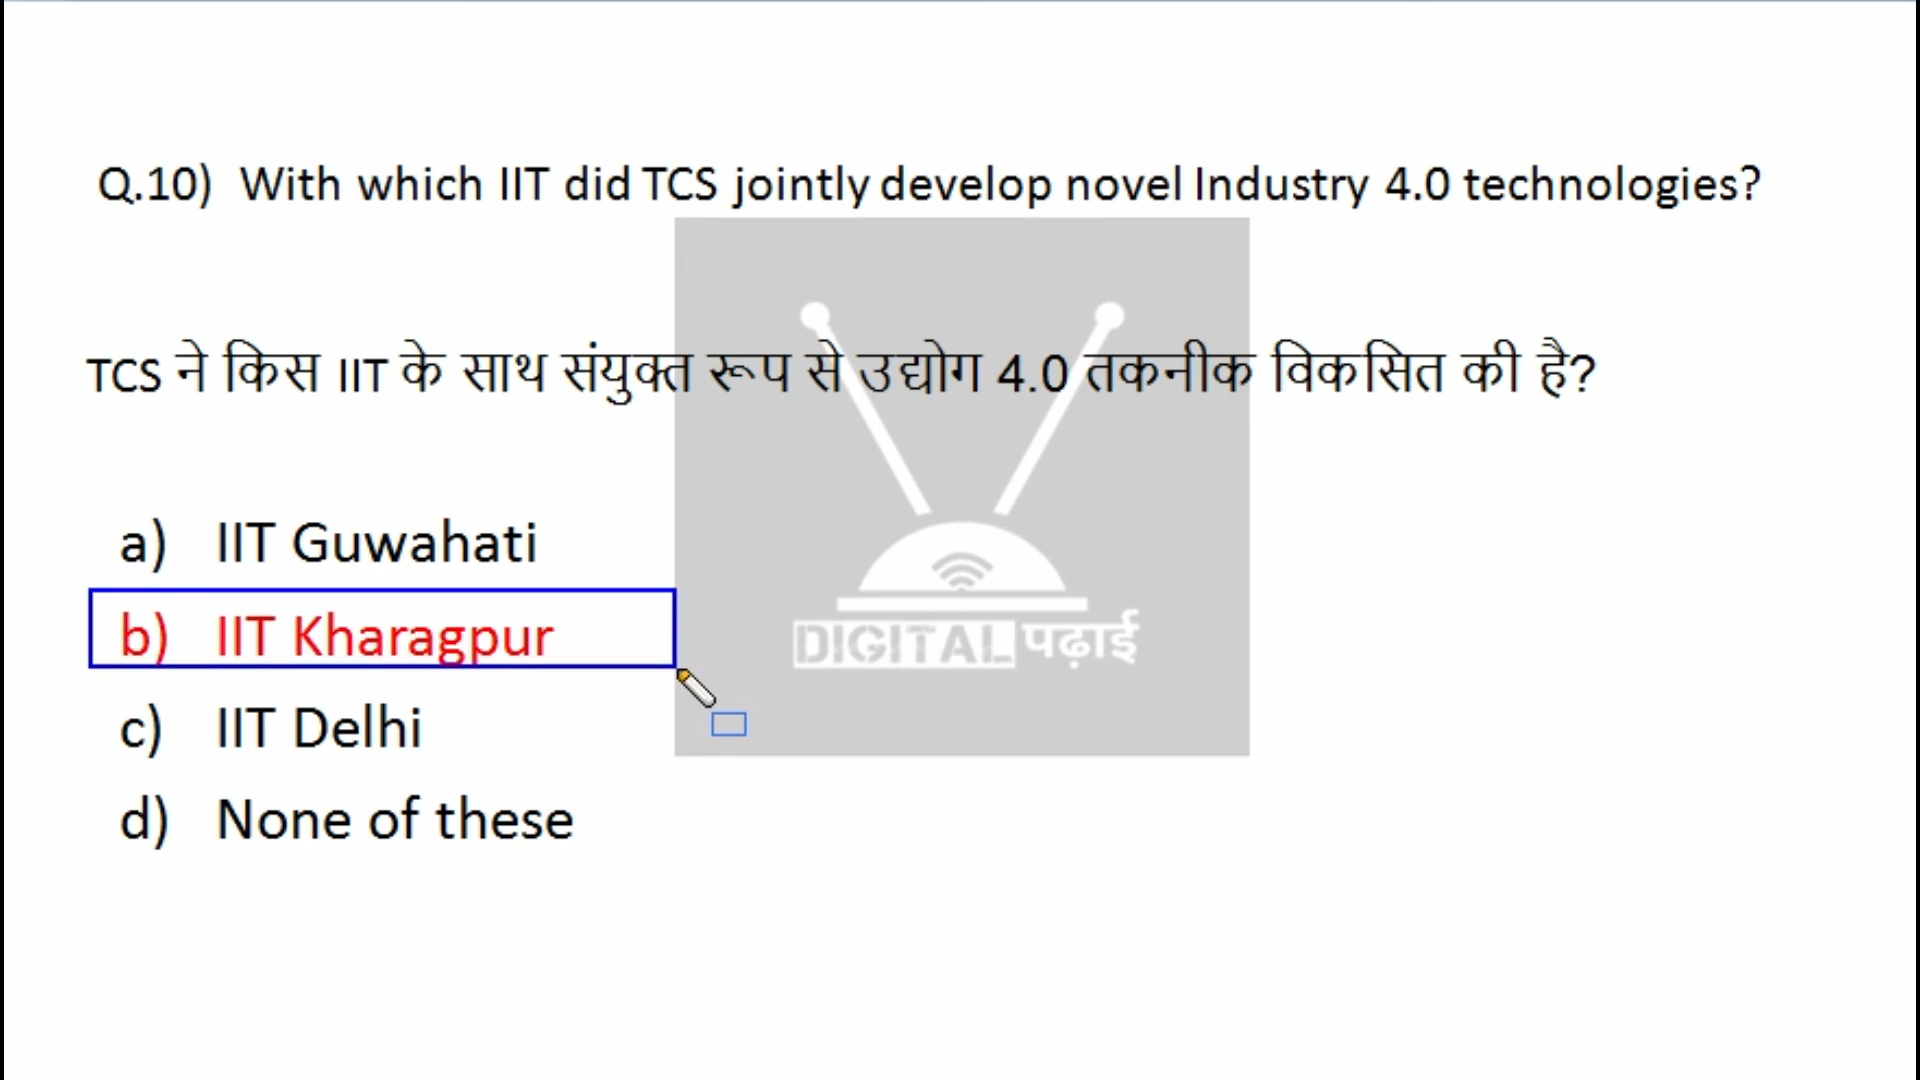 Q.10) With which IIT did TCS jointly develop novel Industry 4.0 technologies?
TCS ने किस IIT के साथ संयुक्त रूप से उद्योग 4.0 तकनीक विकसित की है?
a) IIT Guwahati
b) IIT Kharagpur
c) IIT Delhi
d) None of these
DIGITAL पढ़ाई